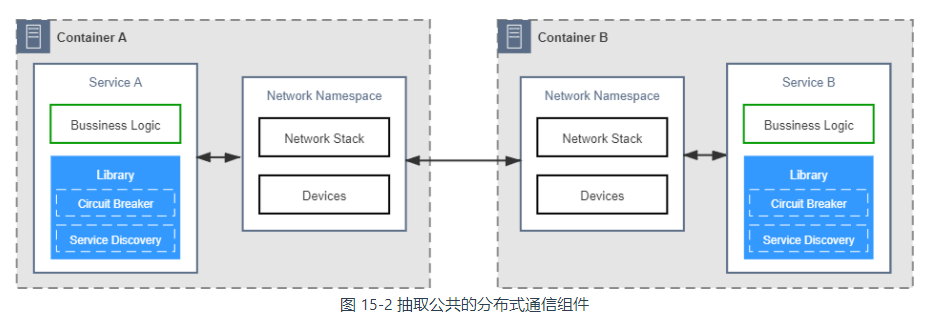 Container A
Service A
Bussiness Logic
Library
Circuit Breaker
Service Discovery
Network Namespace
Network Stack
Devices
Container B
Network Namespace
Network Stack
Devices
Service B
Bussiness Logic
Library
Circuit Breaker
Service Discovery
图 15-2 抽取公共的分布式通信组件